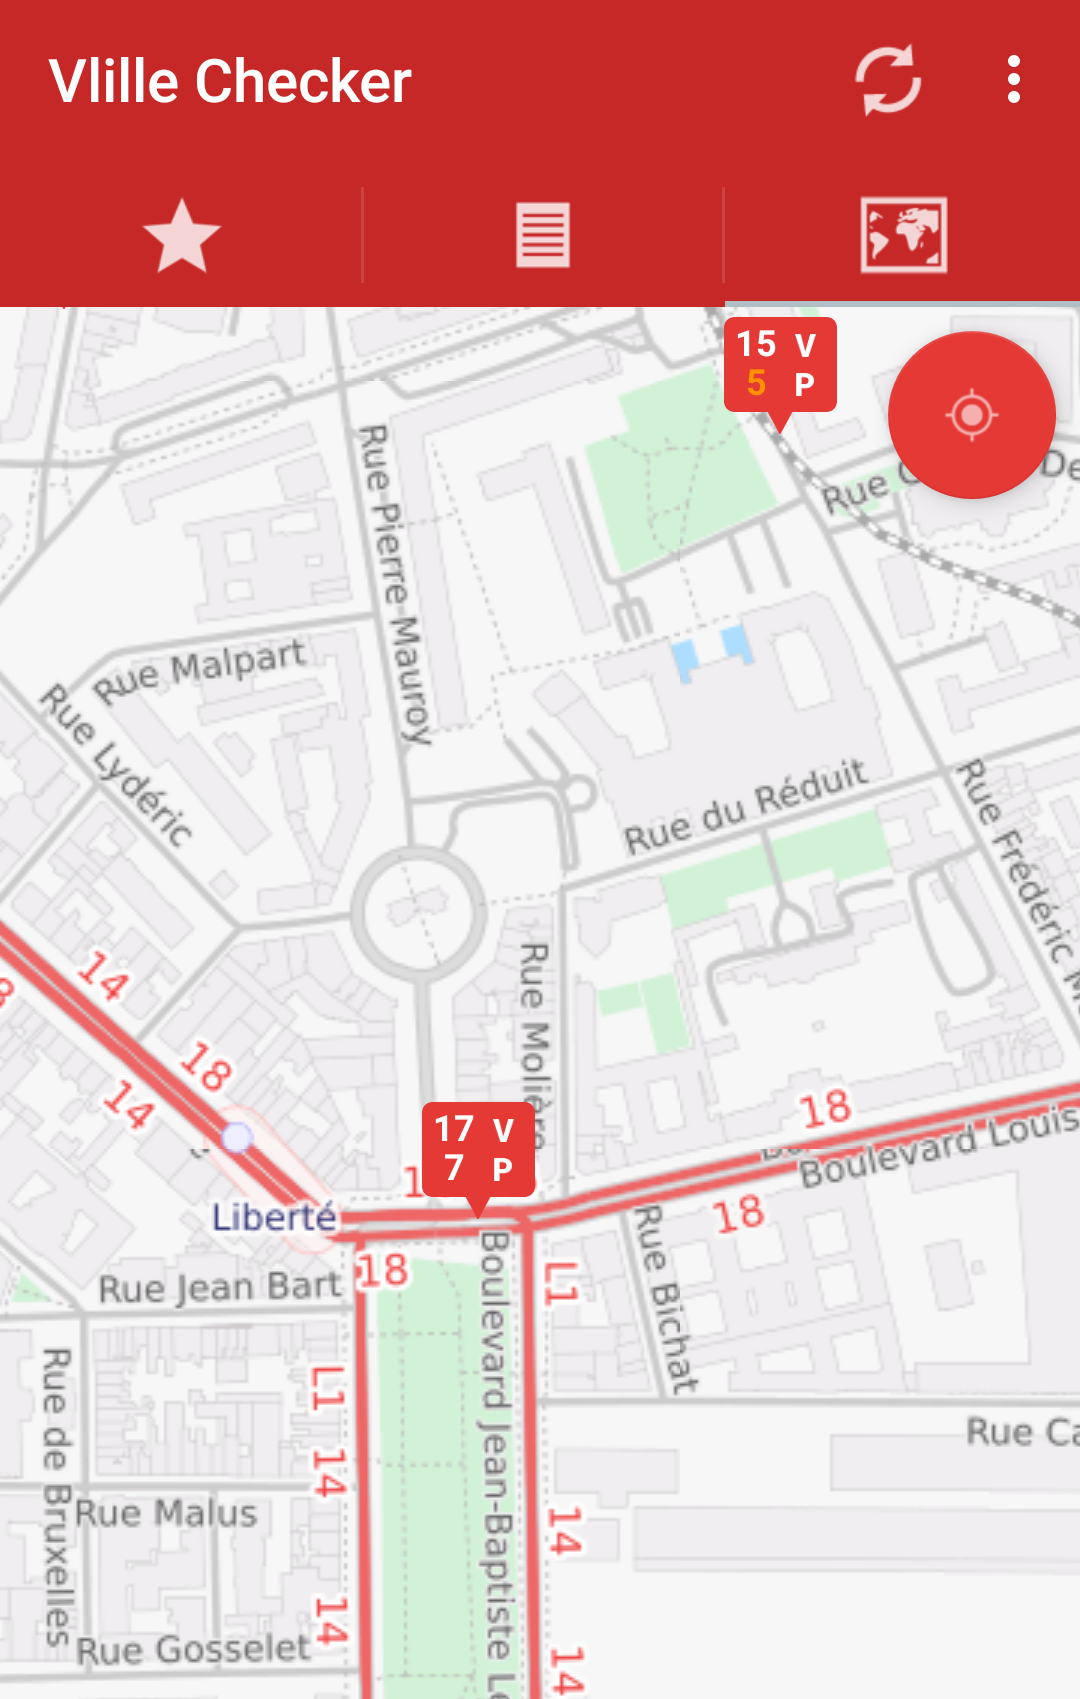 Vlille Checker
15 V
5 P
Rue Pierre-Mauroy
Rue Malpart
Rue Lydéric
Rue du Réduit
Rue Frédéric
Rue Molière
14
18
14
18
17 V
7 P
Boulevard Louis
18
Liberté
18
Rue Jean Bart
L1
Rue Bichat
Boulevard Jean-Baptiste
L1
Rue de Bruxelles
14
Rue Malus
14
14
Rue Gosselet
14